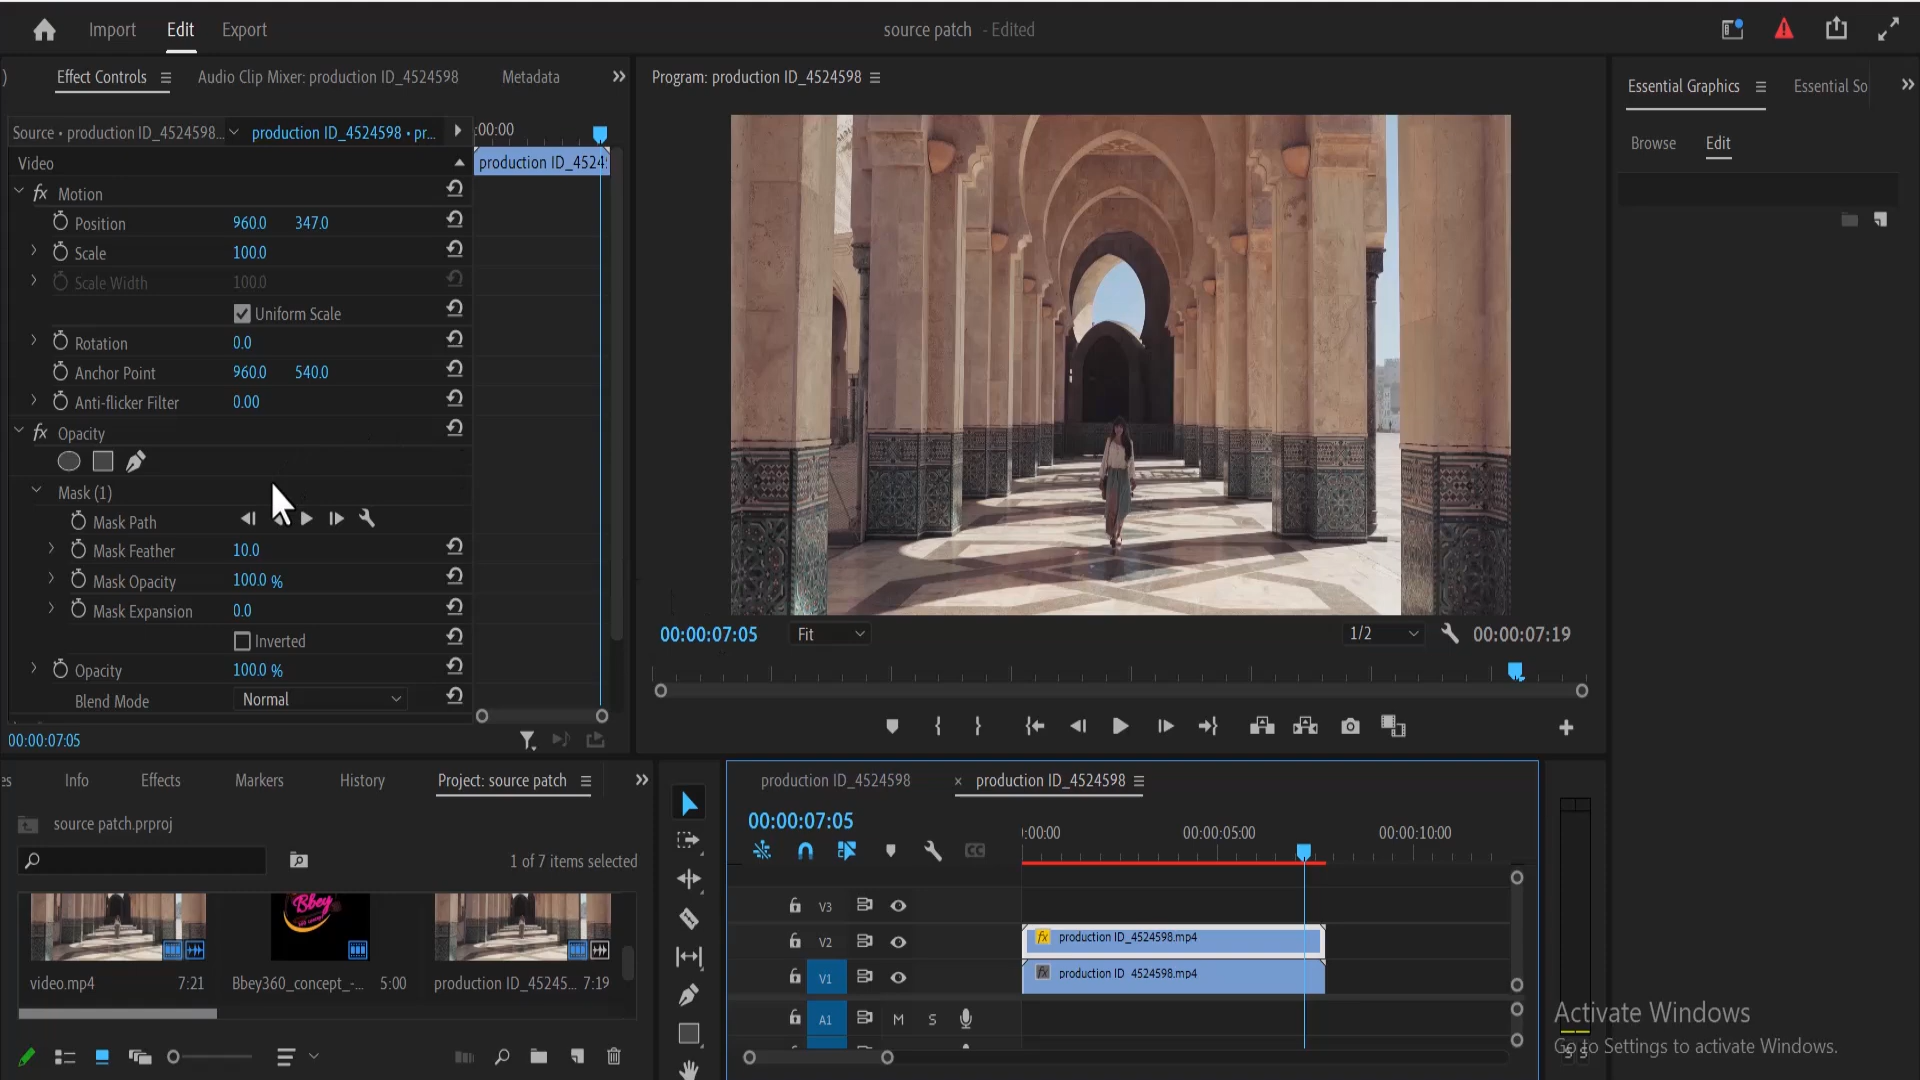 Import Edit Export source patch - Edited
) Effect Controls Audio Clip Mixer: production ID_4524598 Metadata
Program: production ID_4524598
Essential Graphics Essential So
Browse Edit
Source • production ID_4524598... production ID_4524598 • pr... :00:00
Video production ID_4524
fx Motion
Position 960.0 347.0
Scale 100.0
Scale Width 100.0
Uniform Scale
Rotation 0.0
Anchor Point 960.0 540.0
Anti-flicker Filter 0.00
fx Opacity
Mask (1)
Mask Path
Mask Feather 10.0
Mask Opacity 100.0 %
Mask Expansion 0.0
Inverted
Opacity 100.0 %
Blend Mode Normal
00:00:07:05
00:00:07:05 Fit 1/2 00:00:07:19
es Info Effects Markers History Project: source patch
source patch.prproj
1 of 7 items selected
Bbey
video.mp4 7:21 Bbey360_concept_-... 5:00 production ID_45245... 7:19
production ID_4524598 × production ID_4524598
00:00:07:05
:00:00 00:00:05:00 00:00:10:00
CC
V3
V2 fx production ID_4524598.mp4
V1 fx production ID_4524598.mp4
A1 M S
S S
Activate Windows
Go to Settings to activate Windows.